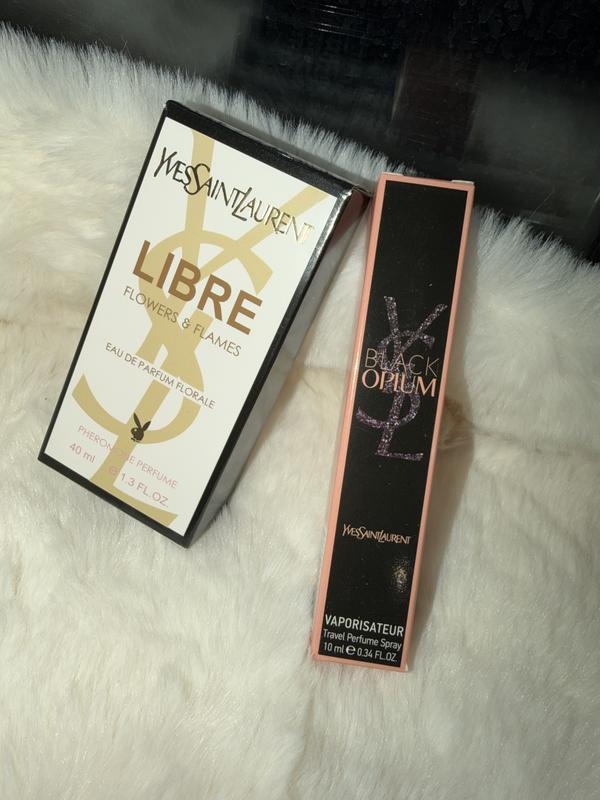 YVESSAINTLAURENT
LIBRE
FLOWERS & FLAMES
EAU DE PARFUM FLORALE
PHEROMONE PERFUME
40 ml ℮ 1.3 FL.OZ.
YSL
BLACK
OPIUM
YVESSAINTLAURENT
VAPORISATEUR
Travel Perfume Spray
10 ml ℮ 0.34 FL.OZ.